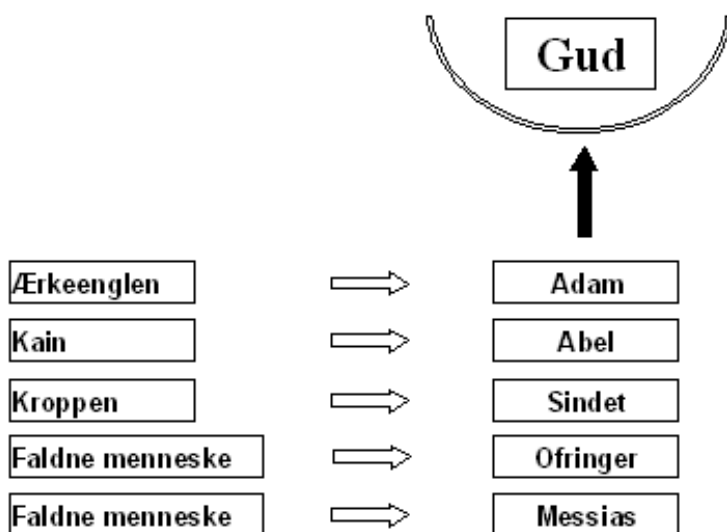 Gud
Ærkeenglen Adam
Kain Abel
Kroppen Sindet
Faldne menneske Ofringer
Faldne menneske Messias